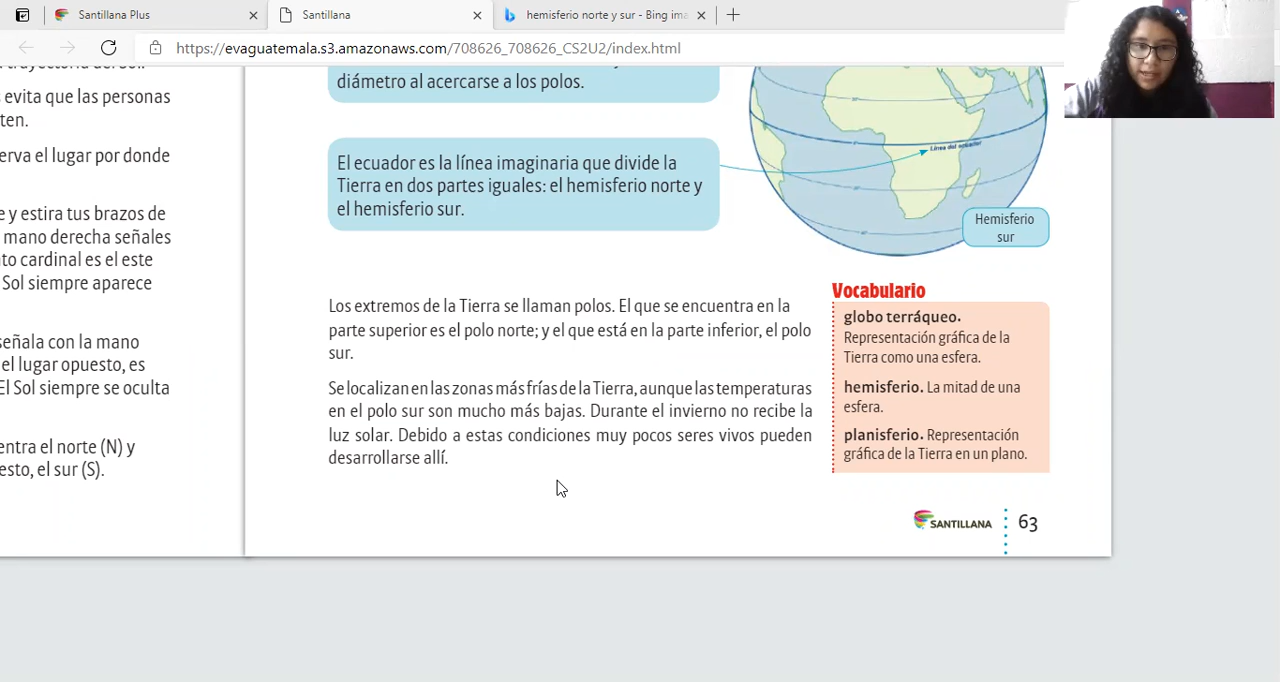 Santillana Plus
Santillana
hemisferio norte y sur - Bing ima
https://evaguatemala.s3.amazonaws.com/708626_708626_CS2U2/index.html
evita que las personas
ten.
erva el lugar por donde
e y estira tus brazos de
mano derecha señales
to cardinal es el este
Sol siempre aparece
señala con la mano
el lugar opuesto, es
El Sol siempre se oculta
entra el norte (N) y
esto, el sur (S).
diámetro al acercarse a los polos.
El ecuador es la línea imaginaria que divide la
Tierra en dos partes iguales: el hemisferio norte y
el hemisferio sur.
Línea del ecuador
Hemisferio
sur
Los extremos de la Tierra se llaman polos. El que se encuentra en la
parte superior es el polo norte; y el que está en la parte inferior, el polo
sur.
Se localizan en las zonas más frías de la Tierra, aunque las temperaturas
en el polo sur son mucho más bajas. Durante el invierno no recibe la
luz solar. Debido a estas condiciones muy pocos seres vivos pueden
desarrollarse allí.
Vocabulario
globo terráqueo.
Representación gráfica de la
Tierra como una esfera.
hemisferio. La mitad de una
esfera.
planisferio. Representación
gráfica de la Tierra en un plano.
SANTILLANA
63